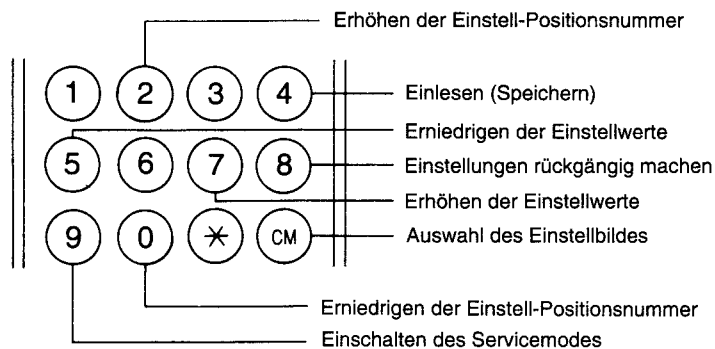 Erhöhen der Einstell-Positionsnummer
1 2 3 4
Einlesen (Speichern)
Erniedrigen der Einstellwerte
5 6 7 8
Einstellungen rückgängig machen
Erhöhen der Einstellwerte
9 0 * CM
Auswahl des Einstellbildes
Erniedrigen der Einstell-Positionsnummer
Einschalten des Servicemodes